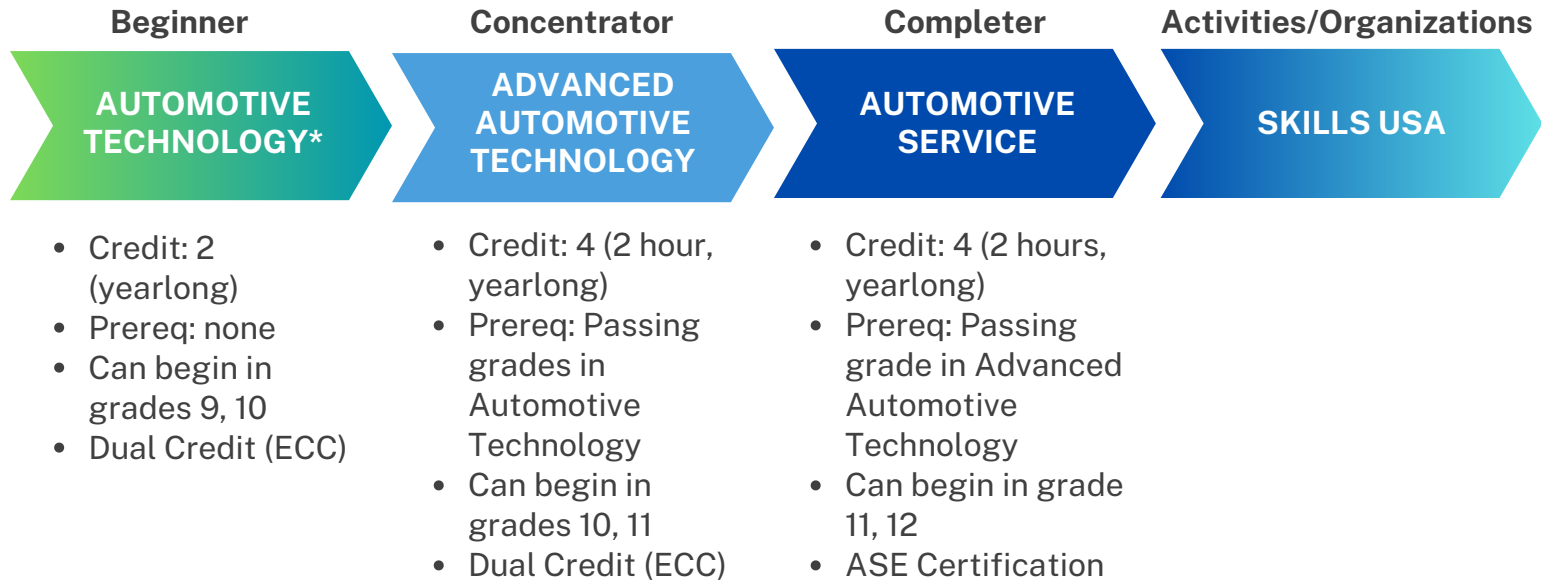 Beginner
AUTOMOTIVE
TECHNOLOGY*
• Credit: 2
(yearlong)
• Prereq: none
• Can begin in
grades 9, 10
• Dual Credit (ECC)
Concentrator
ADVANCED
AUTOMOTIVE
TECHNOLOGY
• Credit: 4 (2 hour,
yearlong)
• Prereq: Passing
grades in
Automotive
Technology
• Can begin in
grades 10, 11
• Dual Credit (ECC)
Completer
AUTOMOTIVE
SERVICE
• Credit: 4 (2 hours,
yearlong)
• Prereq: Passing
grade in Advanced
Automotive
Technology
• Can begin in grade
11, 12
• ASE Certification
Activities/Organizations
SKILLS USA